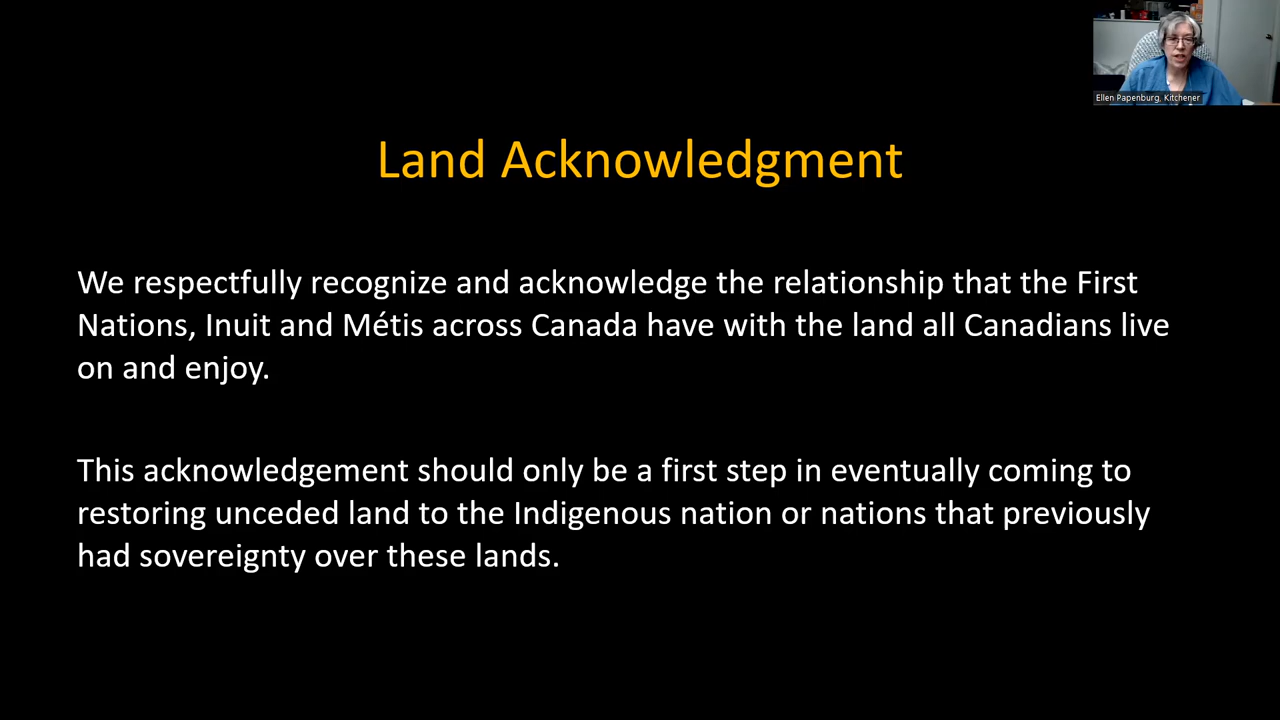 Ellen Papenburg, Kitchener
Land Acknowledgment
We respectfully recognize and acknowledge the relationship that the First
Nations, Inuit and Métis across Canada have with the land all Canadians live
on and enjoy.
This acknowledgement should only be a first step in eventually coming to
restoring unceded land to the Indigenous nation or nations that previously
had sovereignty over these lands.